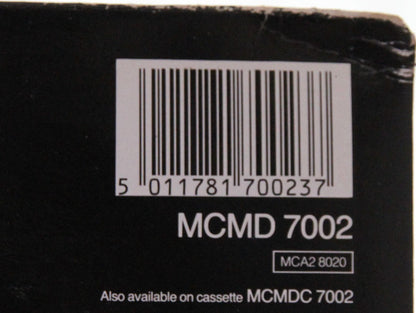 5 011781 700237
MCMD 7002
MCA2 8020
Also available on cassette MCMDC 7002